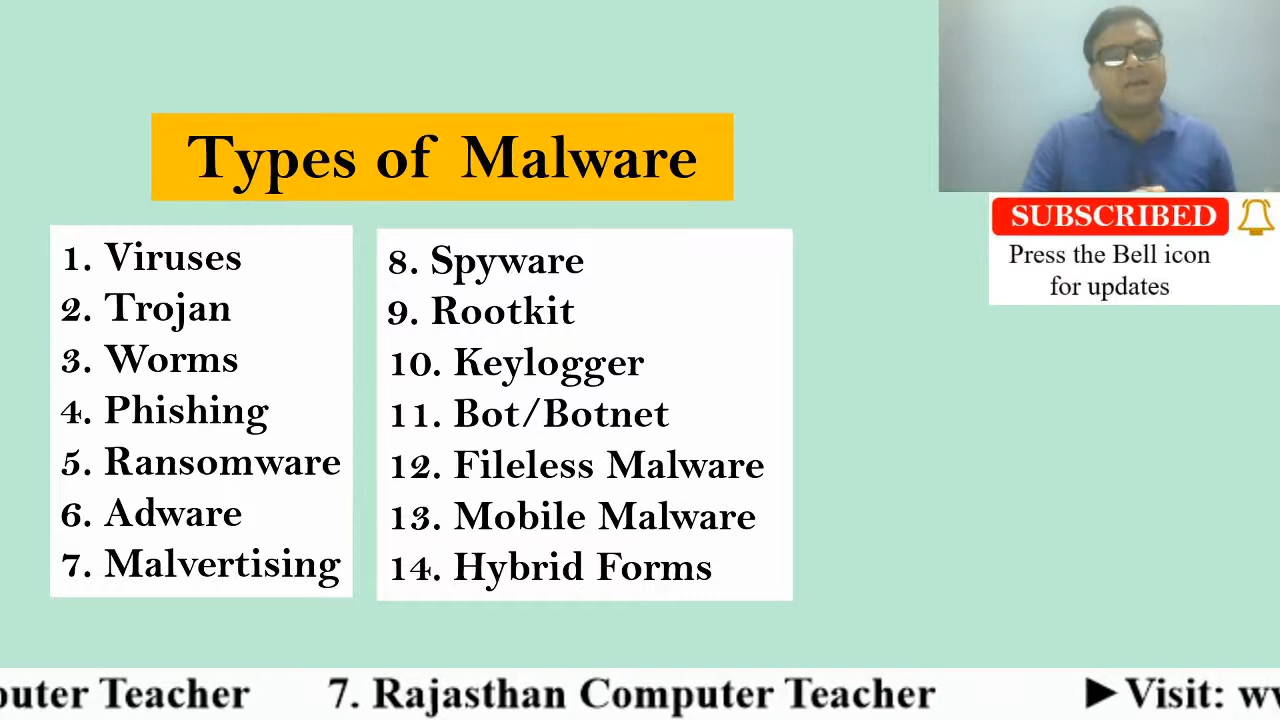 Types of Malware
1. Viruses
2. Trojan
3. Worms
4. Phishing
5. Ransomware
6. Adware
7. Malvertising
8. Spyware
9. Rootkit
10. Keylogger
11. Bot/Botnet
12. Fileless Malware
13. Mobile Malware
14. Hybrid Forms
SUBSCRIBED
Press the Bell icon
for updates
Teacher 7. Rajasthan Computer Teacher ►Visit: